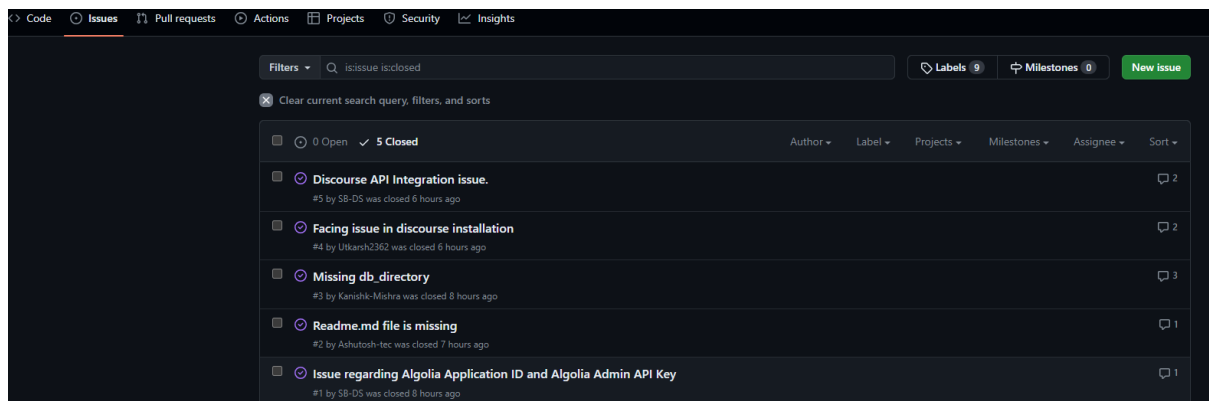 <> Code Issues Pull requests Actions Projects Security Insights
Filters is:issue is:closed Labels 9 Milestones 0 New issue
Clear current search query, filters, and sorts
0 Open 5 Closed Author Label Projects Milestones Assignee Sort
Discourse API Integration issue. 2
#5 by SB-DS was closed 6 hours ago
Facing issue in discourse installation 2
#4 by Utkarsh2362 was closed 6 hours ago
Missing db_directory 3
#3 by Kanishk-Mishra was closed 8 hours ago
Readme.md file is missing 1
#2 by Ashutosh-tec was closed 7 hours ago
Issue regarding Algolia Application ID and Algolia Admin API Key 1
#1 by SB-DS was closed 8 hours ago